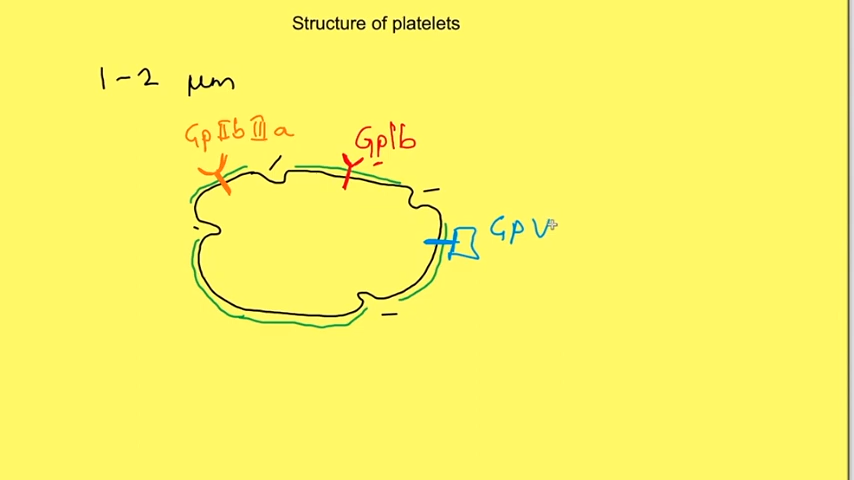 Structure of platelets
1-2 μm
GpIIbIIIa
GpIb
GpV